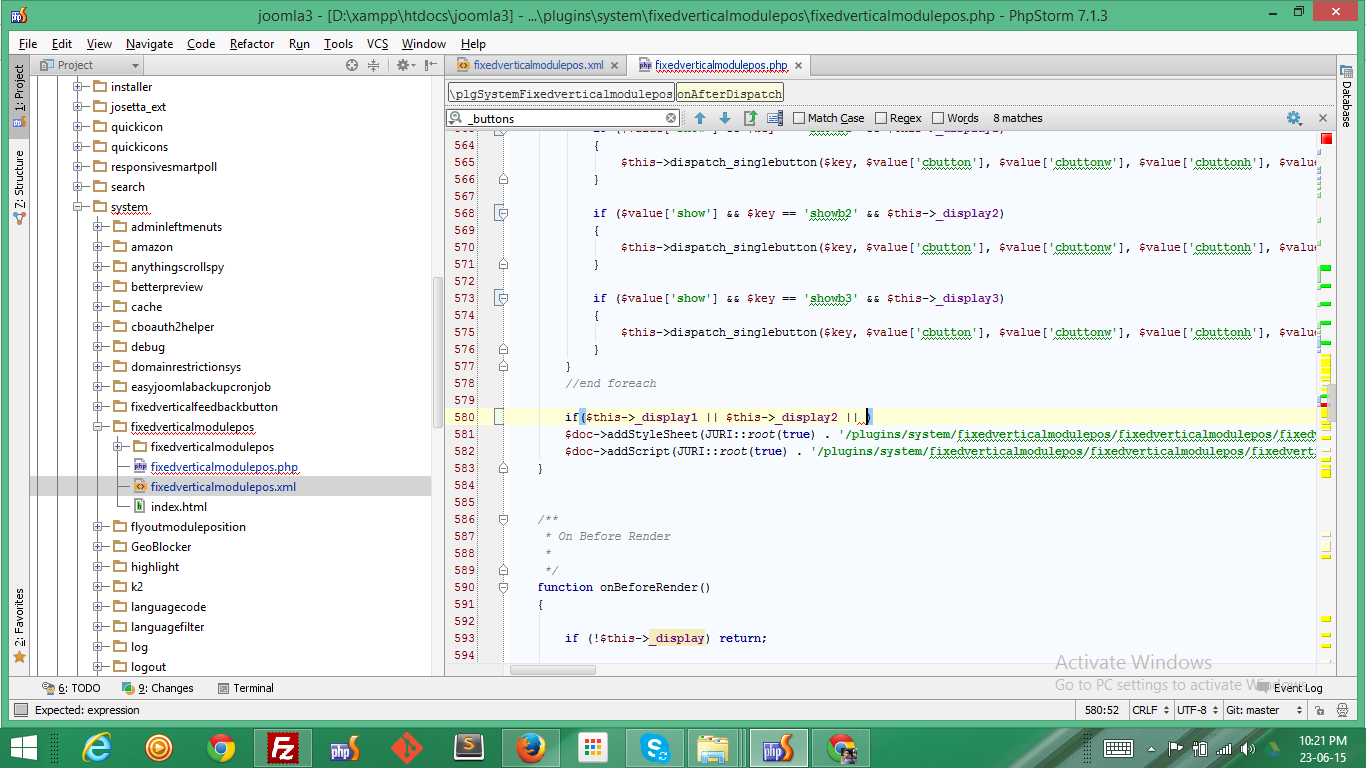 joomla3 - [D:\xampp\htdocs\joomla3] - ...\plugins\system\fixedverticalmodulepos\fixedverticalmodulepos.php - PhpStorm 7.1.3
File Edit View Navigate Code Refactor Run Tools VCS Window Help
Project
fixedverticalmodulepos.xml
fixedverticalmodulepos.php
1: Project
7: Structure
2: Favorites
Database
installer
josetta_ext
quickicon
quickicons
responsivesmartpoll
search
system
adminleftmenuts
amazon
anythingscrollspy
betterpreview
cache
cboauth2helper
debug
domainrestrictionsys
easyjoomlabackupcronjob
fixedverticalfeedbackbutton
fixedverticalmodulepos
fixedverticalmodulepos
fixedverticalmodulepos.php
fixedverticalmodulepos.xml
index.html
flyoutmoduleposition
GeoBlocker
highlight
k2
languagecode
languagefilter
log
logout
\plgSystemFixedverticalmodulepos onAfterDispatch
_buttons Match Case Regex Words 8 matches
564 {
565 $this->dispatch_singlebutton($key, $value['cbutton'], $value['cbuttonw'], $value['cbuttonh'], $valu
566 }
567
568 if ($value['show'] && $key == 'showb2' && $this->_display2)
569 {
570 $this->dispatch_singlebutton($key, $value['cbutton'], $value['cbuttonw'], $value['cbuttonh'], $valu
571 }
572
573 if ($value['show'] && $key == 'showb3' && $this->_display3)
574 {
575 $this->dispatch_singlebutton($key, $value['cbutton'], $value['cbuttonw'], $value['cbuttonh'], $valu
576 }
577 }
578 //end foreach
579
580 if($this->_display1 || $this->_display2 || )
581 $doc->addStyleSheet(JURI::root(true) . '/plugins/system/fixedverticalmodulepos/fixedverticalmodulepos/fixedv
582 $doc->addScript(JURI::root(true) . '/plugins/system/fixedverticalmodulepos/fixedverticalmodulepos/fixedverti
583 }
584
585
586 /**
587 * On Before Render
588 *
589 */
590 function onBeforeRender()
591 {
592
593 if (!$this->_display) return;
594
Activate Windows
Go to PC settings to activate Windows.
6: TODO 9: Changes Terminal Event Log
Expected: expression 580:52 CRLF UTF-8 Git: master
10:21 PM
23-06-15